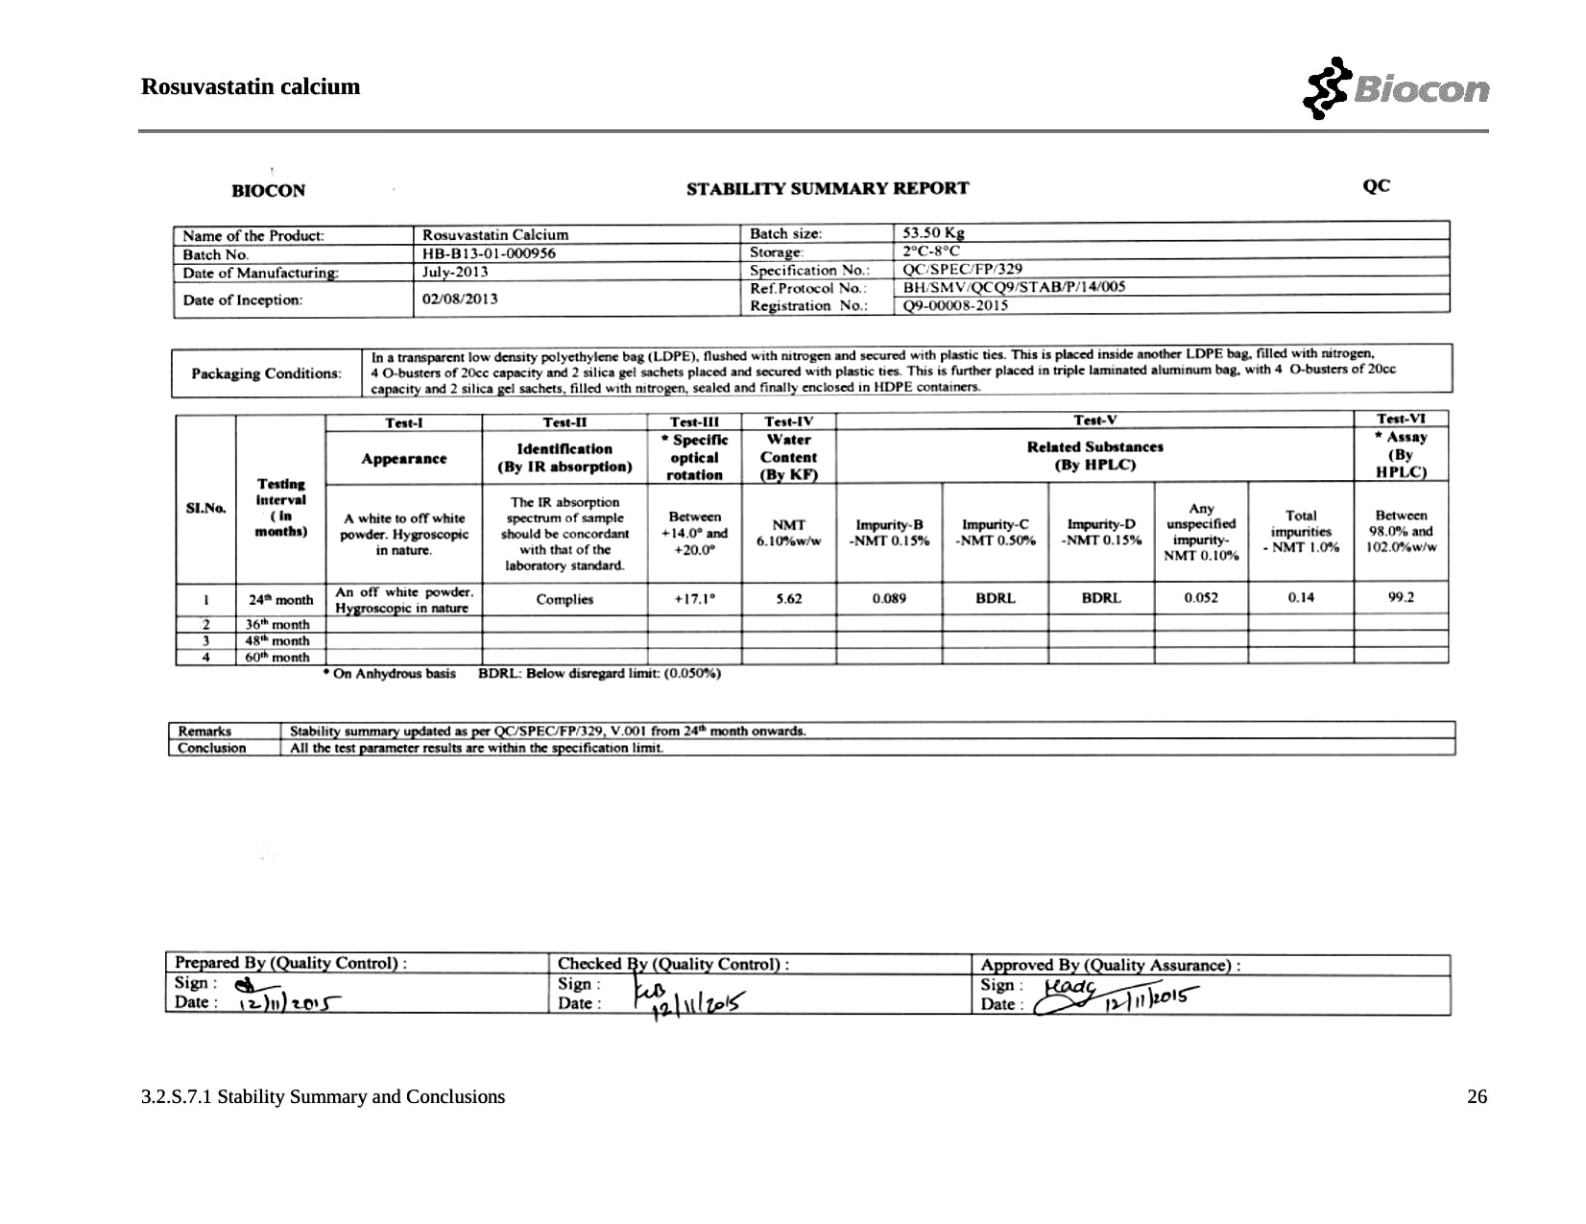 Rosuvastatin calcium
Biocon
BIOCON
STABILITY SUMMARY REPORT
QC
Name of the Product: Rosuvastatin Calcium Batch size: 53.50 Kg
Batch No. HB-B13-01-000956 Storage: 2°C-8°C
Date of Manufacturing: July-2013 Specification No.: QC/SPEC/FP/329
Date of Inception: 02/08/2013 Ref.Protocol No.: BH/SMV/QCQ9/STAB/P/14/005
Registration No.: Q9-00008-2015
Packaging Conditions:
In a transparent low density polyethylene bag (LDPE), flushed with nitrogen and secured with plastic ties. This is placed inside another LDPE bag, filled with nitrogen,
4 O-busters of 20cc capacity and 2 silica gel sachets placed and secured with plastic ties. This is further placed in triple laminated aluminum bag, with 4 O-busters of 20cc
capacity and 2 silica gel sachets, filled with nitrogen, sealed and finally enclosed in HDPE containers.
Sl.No.
Testing
Interval
( in
months)
Test-I Test-II Test-III Test-IV Test-V Test-VI
Appearance
Identification
(By IR absorption)
* Specific
optical
rotation
Water
Content
(By KF)
Related Substances
(By HPLC)
* Assay
(By
HPLC)
A white to off white
powder. Hygroscopic
in nature.
The IR absorption
spectrum of sample
should be concordant
with that of the
laboratory standard.
Between
+14.0° and
+20.0°
NMT
6.10%w/w
Impurity-B
-NMT 0.15%
Impurity-C
-NMT 0.50%
Impurity-D
-NMT 0.15%
Any
unspecified
impurity-
NMT 0.10%
Total
impurities
- NMT 1.0%
Between
98.0% and
102.0%w/w
1 24th month
An off white powder.
Hygroscopic in nature
Complies +17.1° 5.62 0.089 BDRL BDRL 0.052 0.14 99.2
2 36th month
3 48th month
4 60th month
* On Anhydrous basis BDRL: Below disregard limit: (0.050%)
Remarks Stability summary updated as per QC/SPEC/FP/329, V.001 from 24th month onwards.
Conclusion All the test parameter results are within the specification limit.
Prepared By (Quality Control) : Checked By (Quality Control) : Approved By (Quality Assurance) :
Sign : Sign : Sign :
Date : 12/11/2015 Date : 12/11/2015 Date : 12/11/2015
3.2.S.7.1 Stability Summary and Conclusions
26